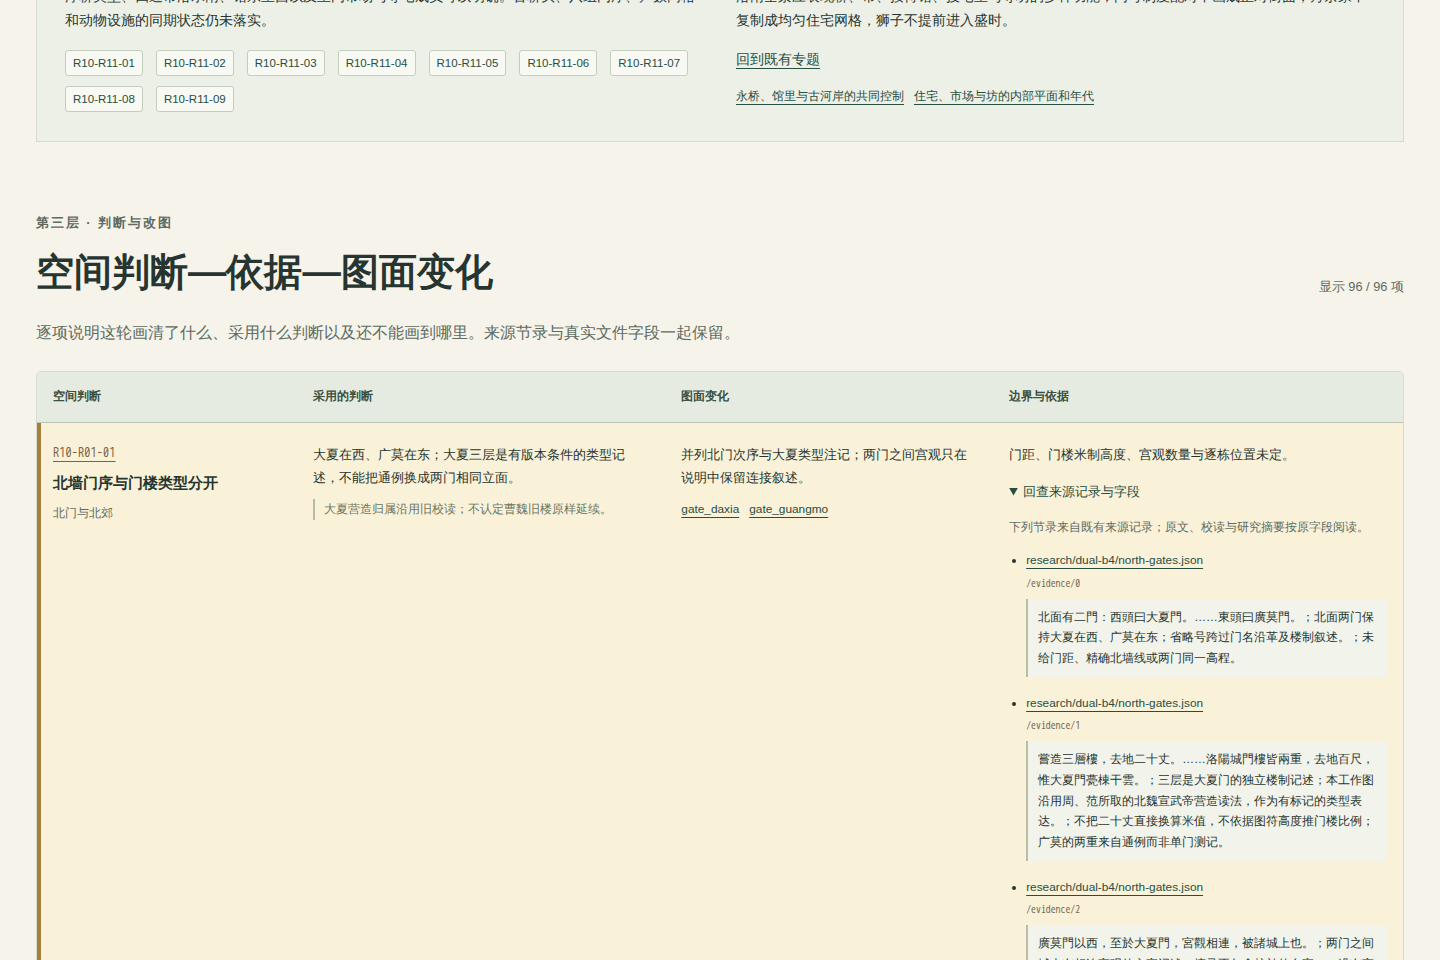 和动物设施的同期状态仍未落实。
复制成均匀住宅网格，狮子不提前进入盛时。
R10-R11-01 R10-R11-02 R10-R11-03 R10-R11-04 R10-R11-05 R10-R11-06 R10-R11-07
R10-R11-08 R10-R11-09
回到既有专题
永桥、馆里与古河岸的共同控制 住宅、市场与坊的内部平面和年代
第三层 · 判断与改图
空间判断—依据—图面变化
显示 96 / 96 项
逐项说明这轮画清了什么、采用什么判断以及还不能画到哪里。来源节录与真实文件字段一起保留。
空间判断 采用的判断 图面变化 边界与依据
R10-R01-01
北墙门序与门楼类型分开
北门与北郊
大夏在西、广莫在东；大夏三层是有版本条件的类型记
述，不能把通例换成两门相同立面。
大夏营造归属沿用旧校读；不认定曹魏旧楼原样延续。
并列北门次序与大夏类型注记；两门之间宫观只在
说明中保留连接叙述。
gate_daxia gate_guangmo
门距、门楼米制高度、宫观数量与逐栋位置未定。
▼ 回查来源记录与字段
下列节录来自既有来源记录；原文、校读与研究摘要按原字段阅读。
• research/dual-b4/north-gates.json
/evidence/0
北面有二門：西頭曰大夏門。……東頭曰廣莫門。；北面两门保
持大夏在西、广莫在东；省略号跨过门名沿革及楼制叙述。；未
给门距、精确北墙线或两门同一高程。
• research/dual-b4/north-gates.json
/evidence/1
嘗造三層樓，去地二十丈。……洛陽城門樓皆兩重，去地百尺，
惟大夏門甍棟干雲。；三层是大夏门的独立楼制记述；本工作图
沿用周、范所取的北魏宣武帝营造读法，作为有标记的类型表
达。；不把二十丈直接换算米值，不依据图符高度推门楼比例；
广莫的两重来自通例而非单门测记。
• research/dual-b4/north-gates.json
/evidence/2
廣莫門以西，至於大夏門，宮觀相連，被諸城上也。；两门之间